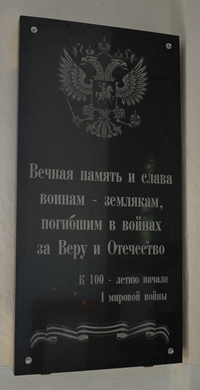 Вечная память и слава
воинам - землякам,
погибшим в войнах
за Веру и Отечество
К 100 - летию начала
I мировой войны